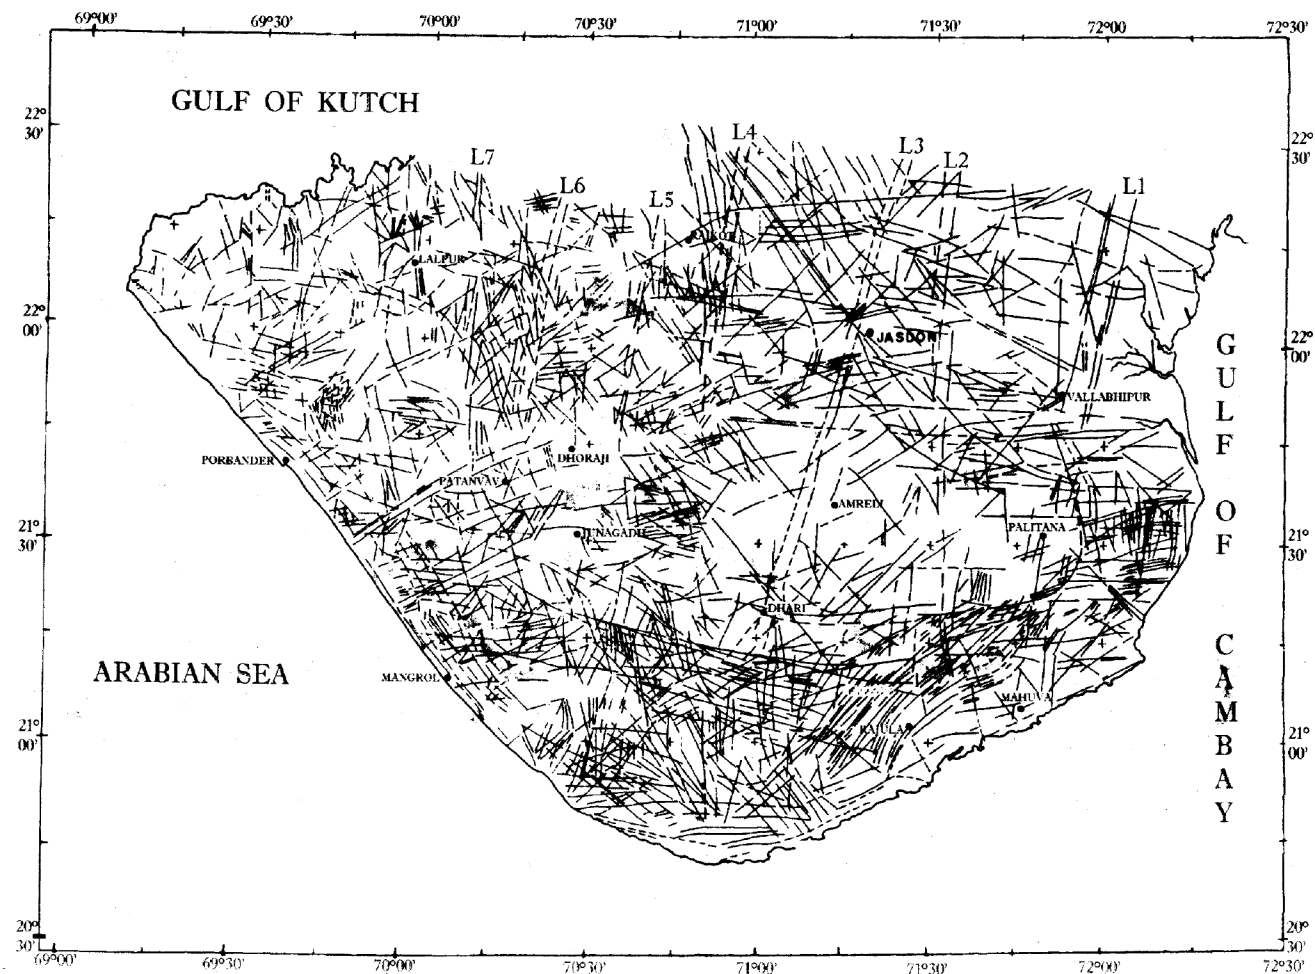 69°00'
69°30'
70°00'
70°30'
71°00'
71°30'
72°00'
72°
30'
GULF OF KUTCH
22°
30'
22°
30'
L7
L6
L5
L4
L3
L2
L1
RAJKOT
LALPUR
22°
00'
22°
00'
JASDON
VALLABHIPUR
GULF OF CAMBAY
PORBANDER
DHORAJI
PATANVAV
AMRELI
JUNAGADH
PALITANA
21°
30'
21°
30'
DHARI
ARABIAN SEA
MANGROL
MAHUVA
RAJULA
21°
00'
21°
00'
20°
30'
20°
30'
69°00'
69°30'
70°00'
70°30'
71°00'
71°30'
72°00'
72°30'